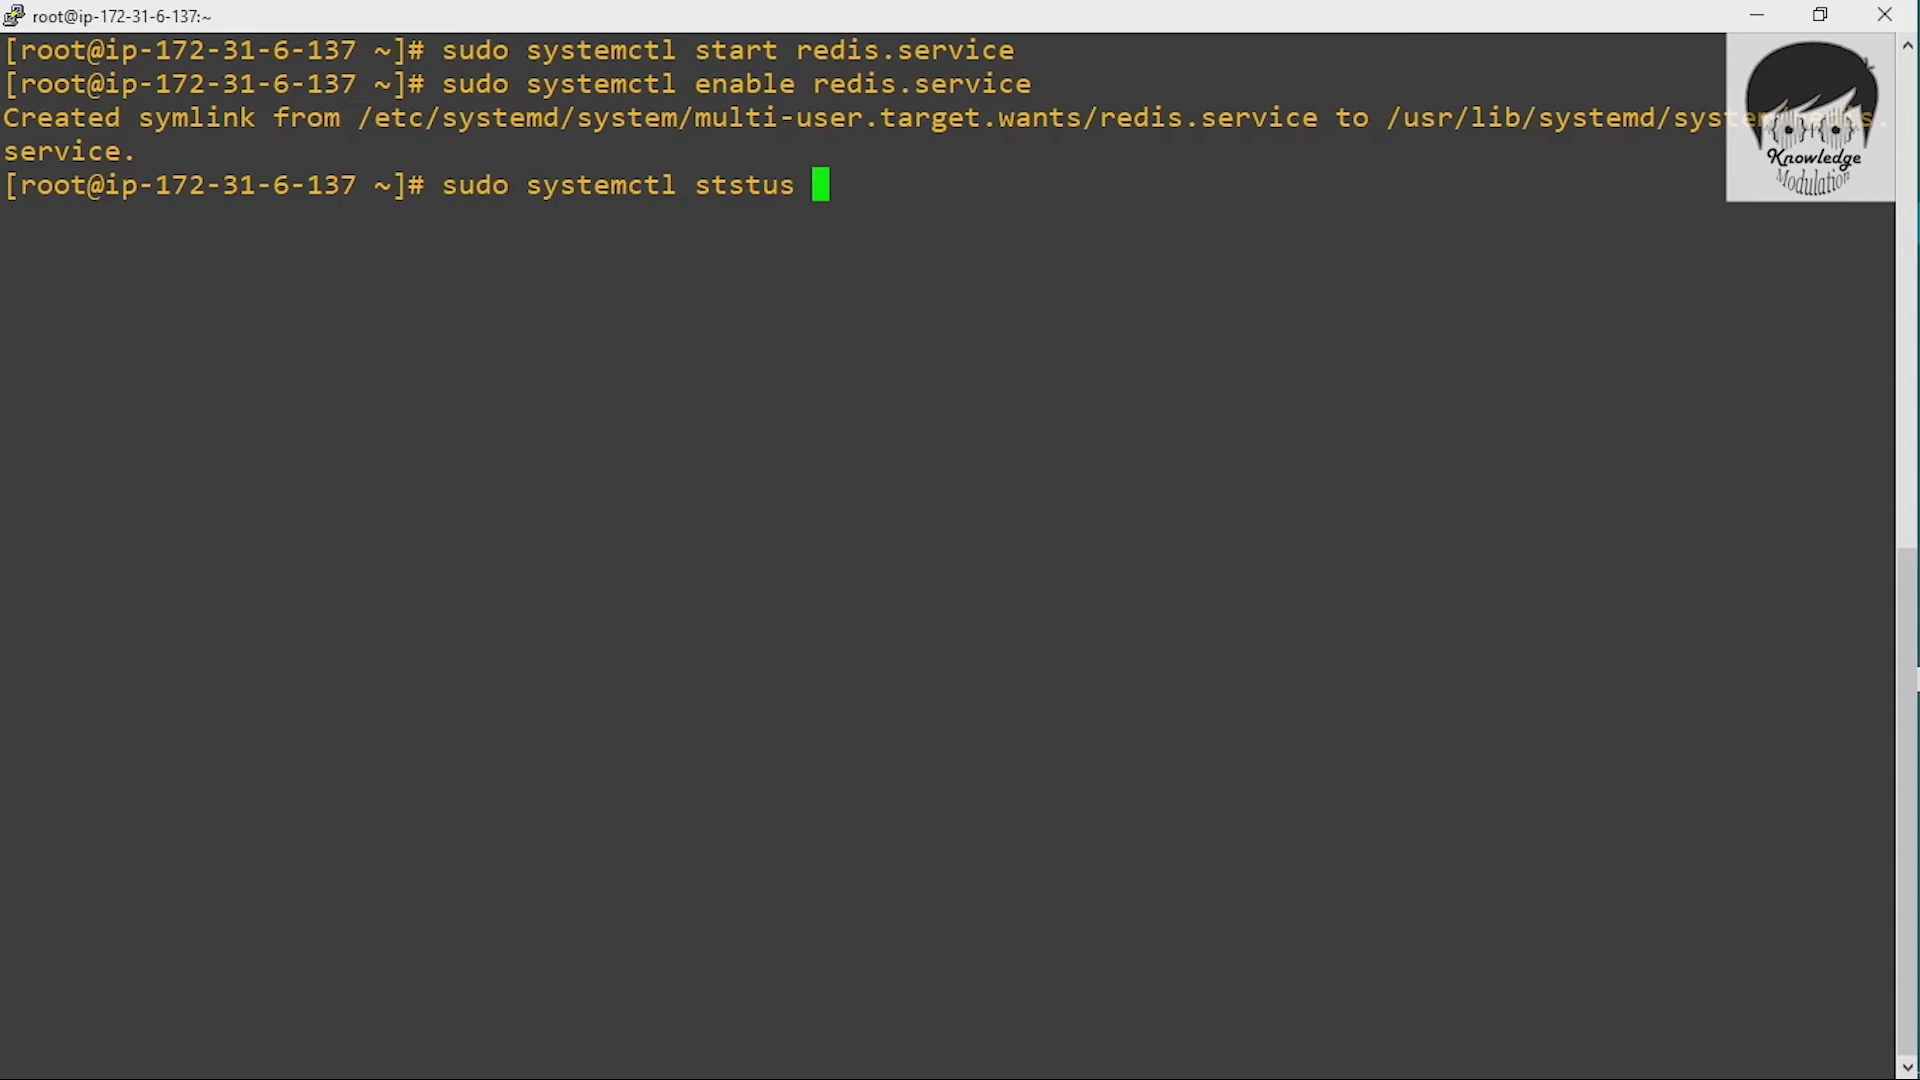 root@ip-172-31-6-137:~
[root@ip-172-31-6-137 ~]# sudo systemctl start redis.service
[root@ip-172-31-6-137 ~]# sudo systemctl enable redis.service
Created symlink from /etc/systemd/system/multi-user.target.wants/redis.service to /usr/lib/systemd/system/redis.
service.
[root@ip-172-31-6-137 ~]# sudo systemctl ststus
Knowledge
Modulation